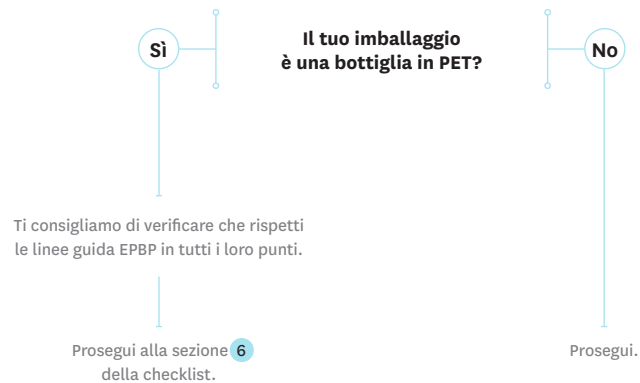 Sì
Il tuo imballaggio
è una bottiglia in PET?
No
Ti consigliamo di verificare che rispetti
le linee guida EPBP in tutti i loro punti.
Prosegui alla sezione 6
della checklist.
Prosegui.